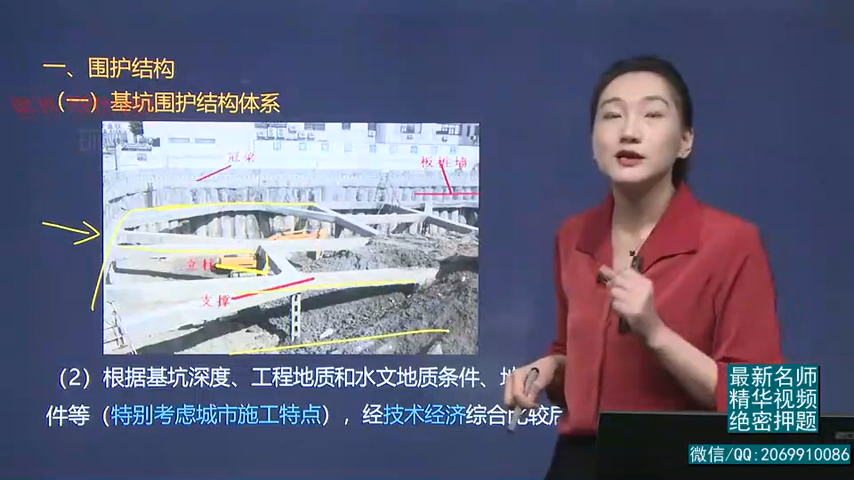 一、围护结构
（一）基坑围护结构体系
冠梁
板桩墙
立柱
支撑
（2）根据基坑深度、工程地质和水文地质条件、地
件等（特别考虑城市施工特点），经技术经济综合比较后
最新名师
精华视频
绝密押题
微信/QQ:2069910086